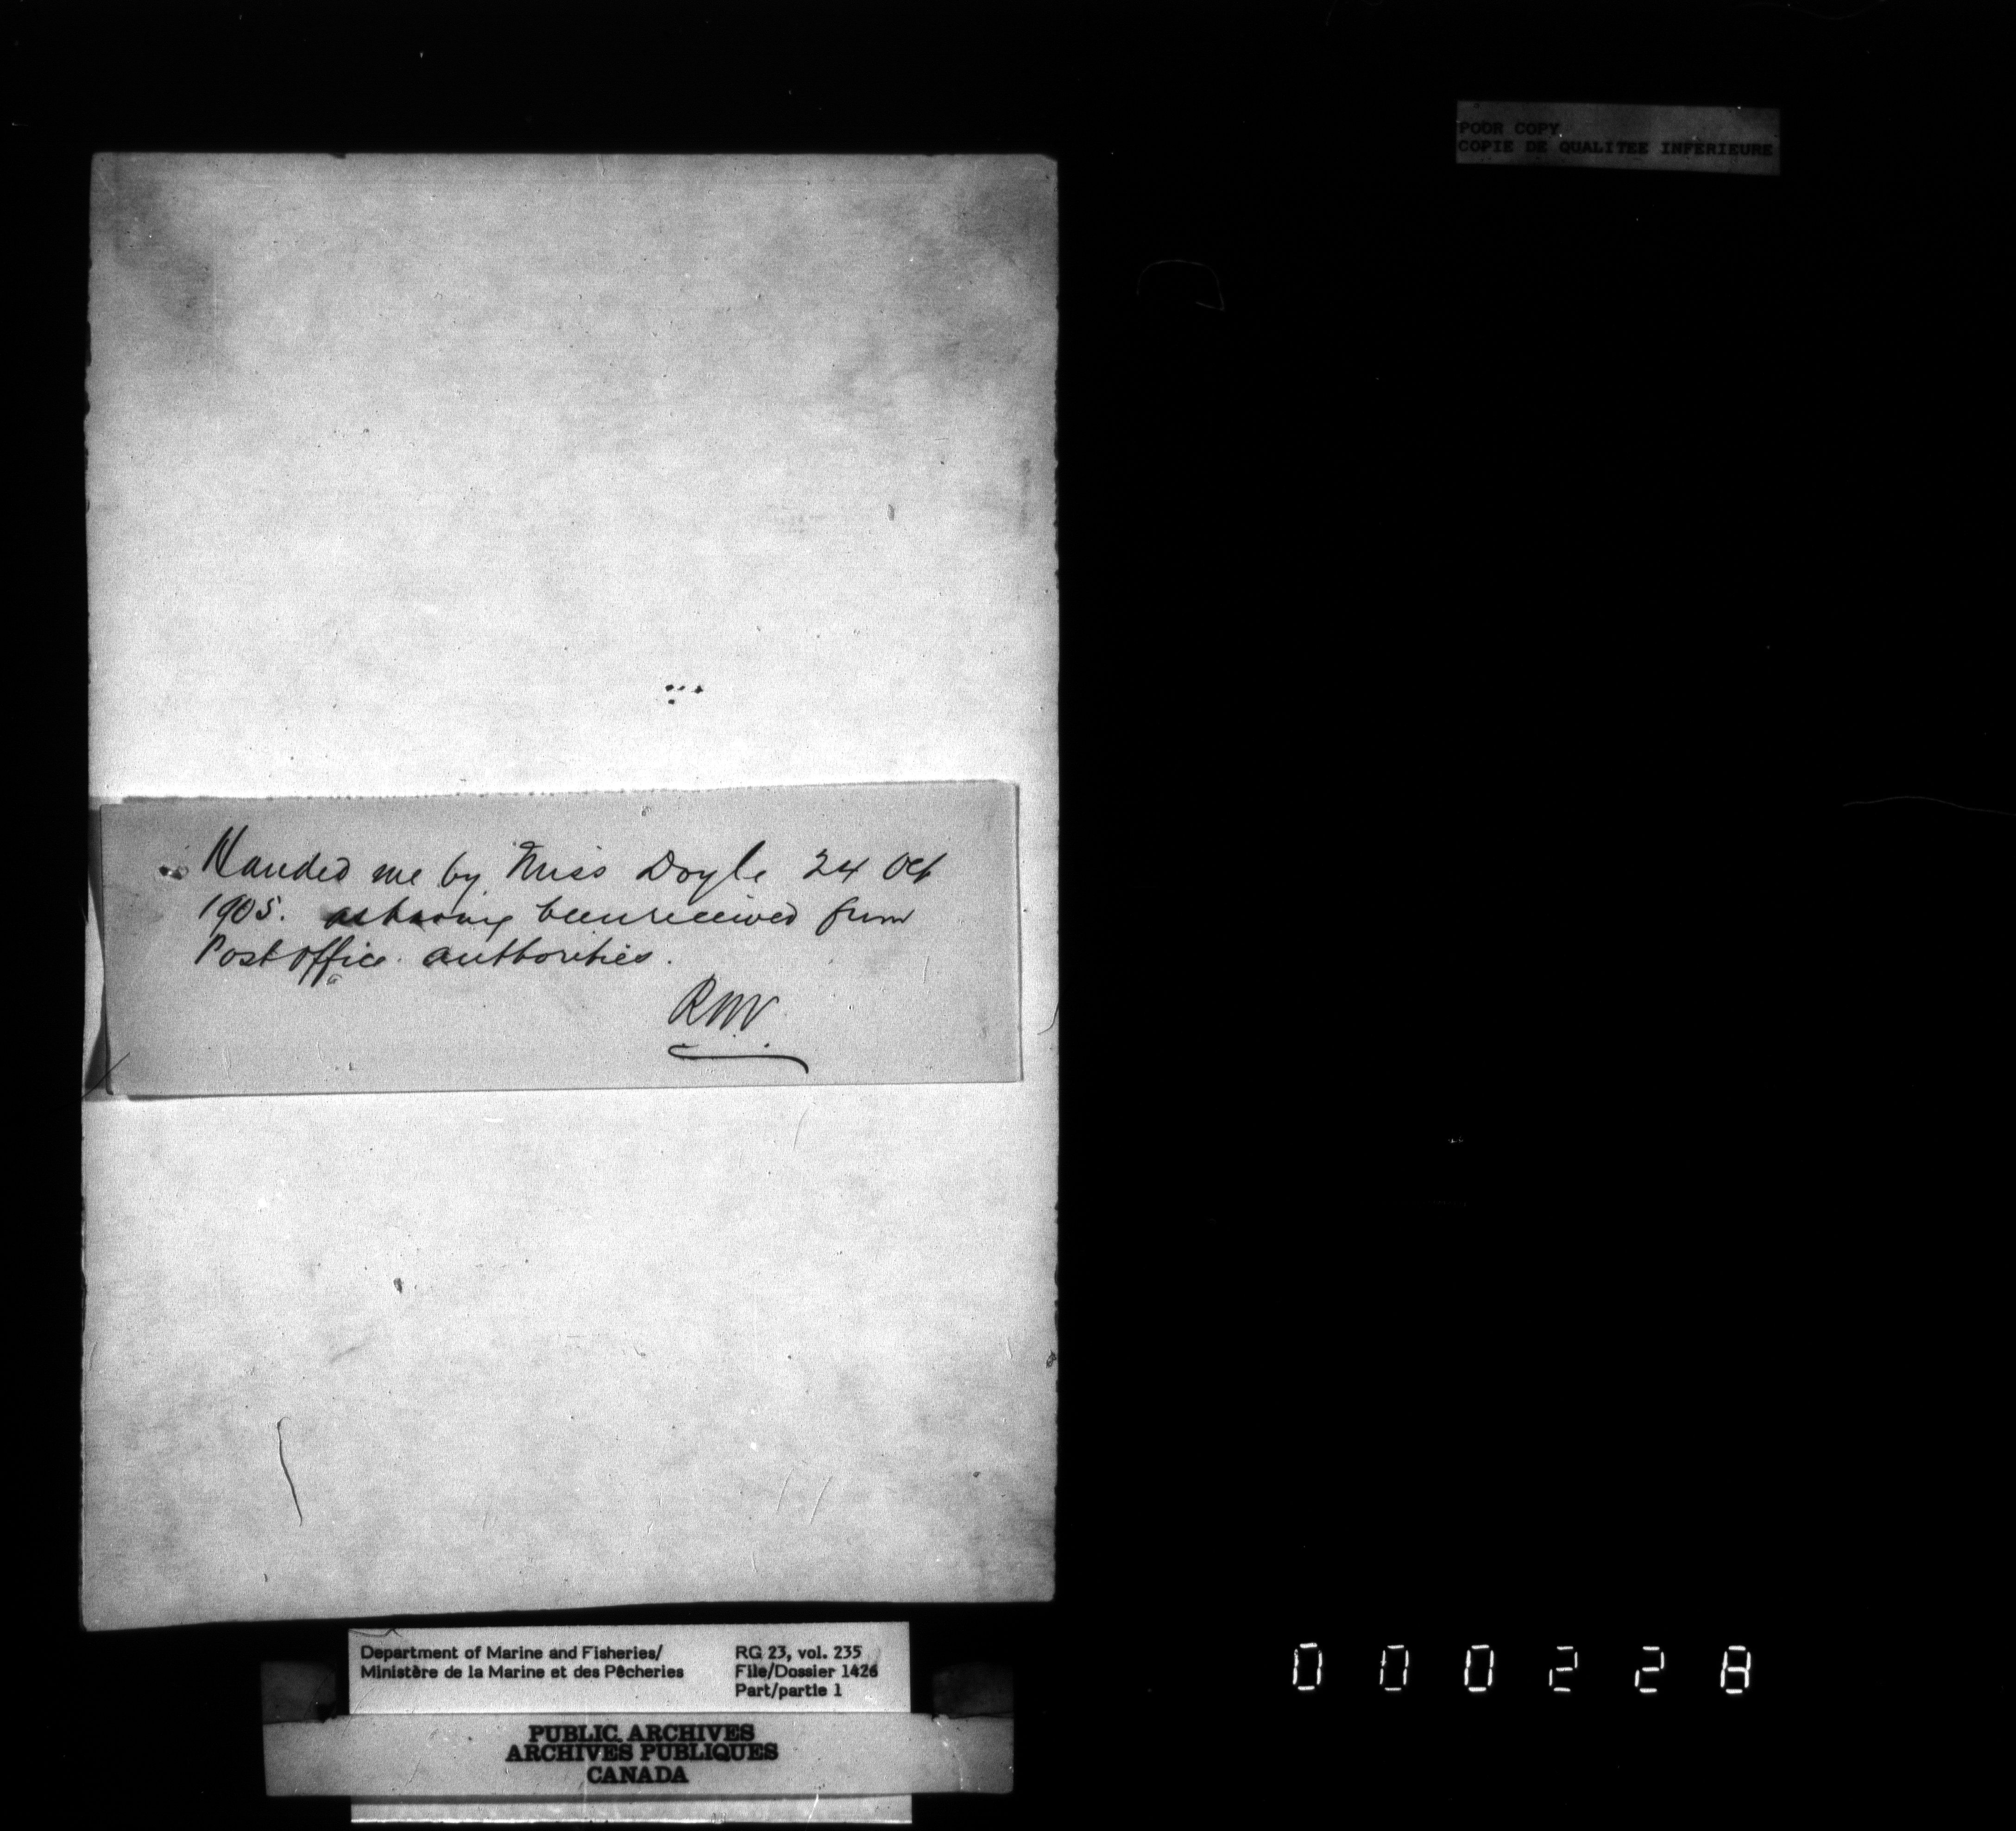 POOR COPY
COPIE DE QUALITEE INFERIEURE
Handed me by Miss Doyle 24 Oct
1905. as having been received from
Post office authorities.
RNV
Department of Marine and Fisheries/
Ministère de la Marine et des Pêcheries
RG 23, vol. 235
File/Dossier 1426
Part/partie 1
PUBLIC ARCHIVES
ARCHIVES PUBLIQUES
CANADA
000228